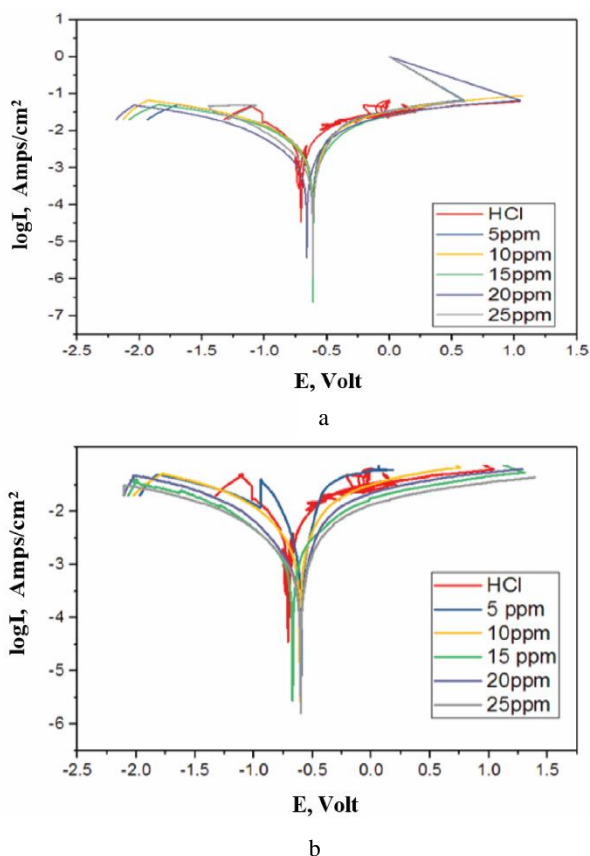 1
0
-1
-2
-3
-4
-5
-6
-7
logI, Amps/cm²
HCl
5ppm
10ppm
15ppm
20ppm
25ppm
-2.5 -2.0 -1.5 -1.0 -0.5 0.0 0.5 1.0 1.5
E, Volt
a
-1
-2
-3
-4
-5
-6
logI, Amps/cm²
HCl
5 ppm
10ppm
15 ppm
20ppm
25ppm
-2.5 -2.0 -1.5 -1.0 -0.5 0.0 0.5 1.0 1.5
E, Volt
b